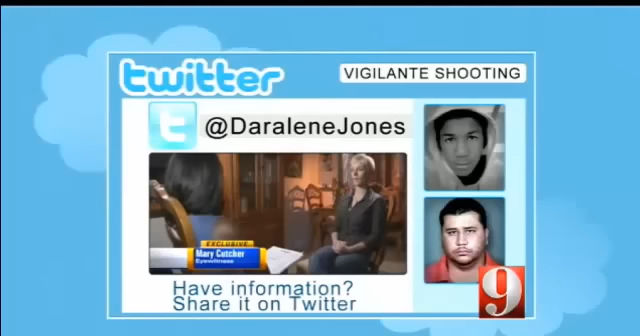 twitter
VIGILANTE SHOOTING
t @DaraleneJones
EXCLUSIVE
Mary Cutcher
Eyewitness
Have information?
Share it on Twitter
9